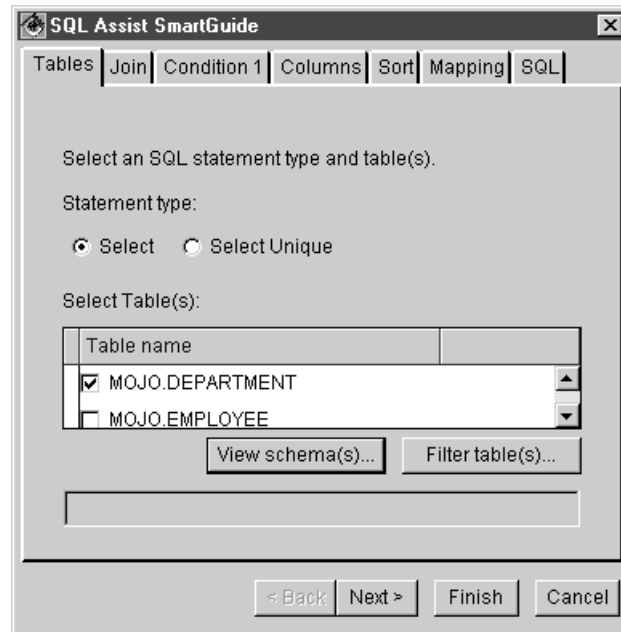 SQL Assist SmartGuide
Tables Join Condition 1 Columns Sort Mapping SQL
Select an SQL statement type and table(s).
Statement type:
Select Select Unique
Select Table(s):
Table name
MOJO.DEPARTMENT
MOJO.EMPLOYEE
View schema(s)... Filter table(s)...
< Back Next > Finish Cancel